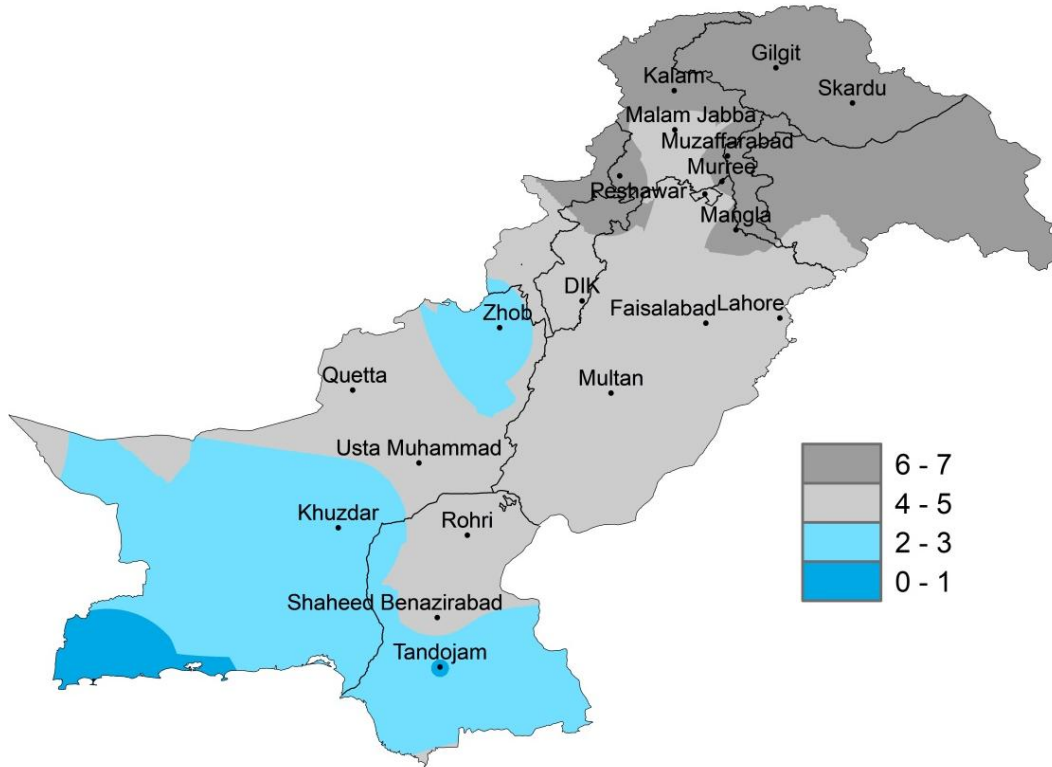 Gilgit
Kalam
Skardu
Malam Jabba
Muzaffarabad
Murree
Peshawar
Mangla
DIK
Faisalabad
Lahore
Zhob
Quetta
Multan
Usta Muhammad
Khuzdar
Rohri
Shaheed Benazirabad
Tandojam
6 - 7
4 - 5
2 - 3
0 - 1